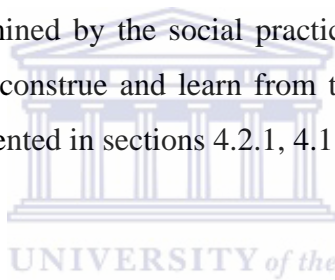 mined by the social practic
construe and learn from t
ented in sections 4.2.1, 4.1
UNIVERSITY of the